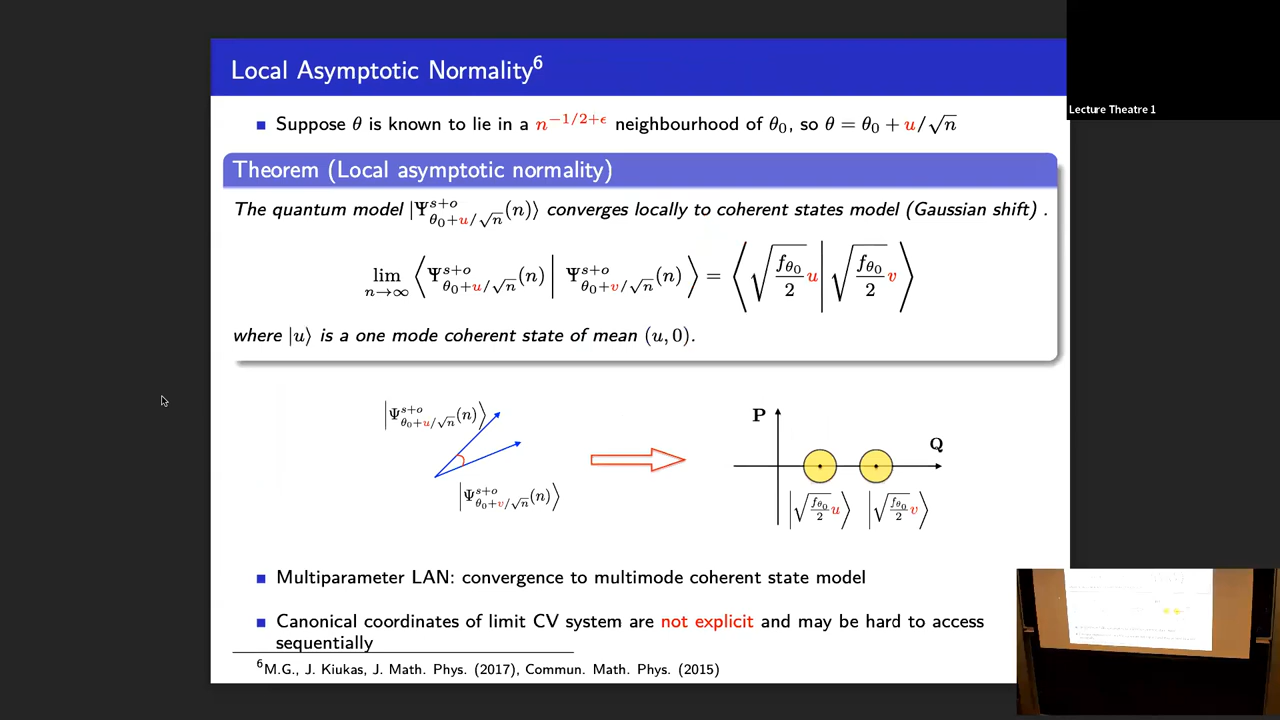 Local Asymptotic Normality⁶
Lecture Theatre 1
■ Suppose θ is known to lie in a n^{-1/2+ϵ} neighbourhood of θ₀, so θ = θ₀ + u/√n
Theorem (Local asymptotic normality)
The quantum model |Ψ^{s+o}_{θ₀+u/√n}(n)⟩ converges locally to coherent states model (Gaussian shift) .
lim_{n→∞} ⟨Ψ^{s+o}_{θ₀+u/√n}(n) | Ψ^{s+o}_{θ₀+v/√n}(n)⟩ = ⟨√(f_{θ₀}/2) u | √(f_{θ₀}/2) v⟩
where |u⟩ is a one mode coherent state of mean (u, 0).
|Ψ^{s+o}_{θ₀+u/√n}(n)⟩
|Ψ^{s+o}_{θ₀+v/√n}(n)⟩
P
Q
|√(f_{θ₀}/2) u⟩ |√(f_{θ₀}/2) v⟩
■ Multiparameter LAN: convergence to multimode coherent state model
■ Canonical coordinates of limit CV system are not explicit and may be hard to access
sequentially
⁶M.G., J. Kiukas, J. Math. Phys. (2017), Commun. Math. Phys. (2015)